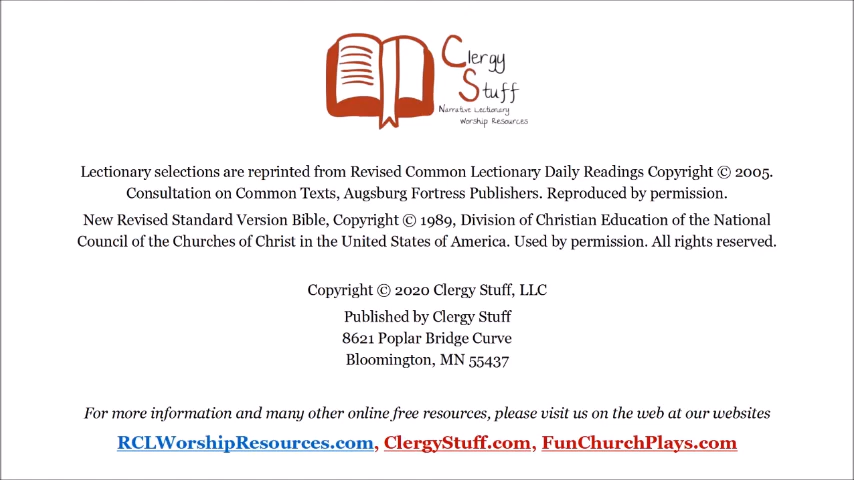 Clergy
Stuff
Narrative Lectionary
Worship Resources
Lectionary selections are reprinted from Revised Common Lectionary Daily Readings Copyright © 2005.
Consultation on Common Texts, Augsburg Fortress Publishers. Reproduced by permission.
New Revised Standard Version Bible, Copyright © 1989, Division of Christian Education of the National
Council of the Churches of Christ in the United States of America. Used by permission. All rights reserved.
Copyright © 2020 Clergy Stuff, LLC
Published by Clergy Stuff
8621 Poplar Bridge Curve
Bloomington, MN 55437
For more information and many other online free resources, please visit us on the web at our websites
RCLWorshipResources.com, ClergyStuff.com, FunChurchPlays.com